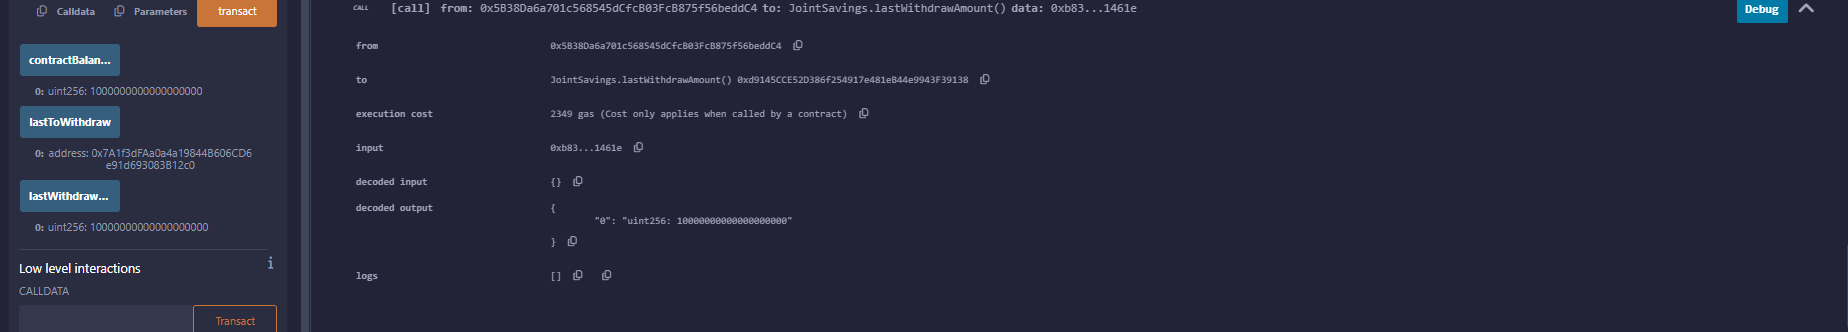 Calldata Parameters transact
contractBalan...
0: uint256: 1000000000000000000
lastToWithdraw
0: address: 0x7A1f3dFAa0a4a19844B606CD6
e91d693083B12c0
lastWithdraw...
0: uint256: 10000000000000000000
Low level interactions i
CALLDATA
Transact
CALL [call] from: 0x5B38Da6a701c568545dCfcB03FcB875f56beddC4 to: JointSavings.lastWithdrawAmount() data: 0xb83...1461e Debug
from 0x5B38Da6a701c568545dCfcB03FcB875f56beddC4
to JointSavings.lastWithdrawAmount() 0xd9145CCE52D386f254917e481eB44e9943F39138
execution cost 2349 gas (Cost only applies when called by a contract)
input 0xb83...1461e
decoded input {}
decoded output {
"0": "uint256: 10000000000000000000"
}
logs []